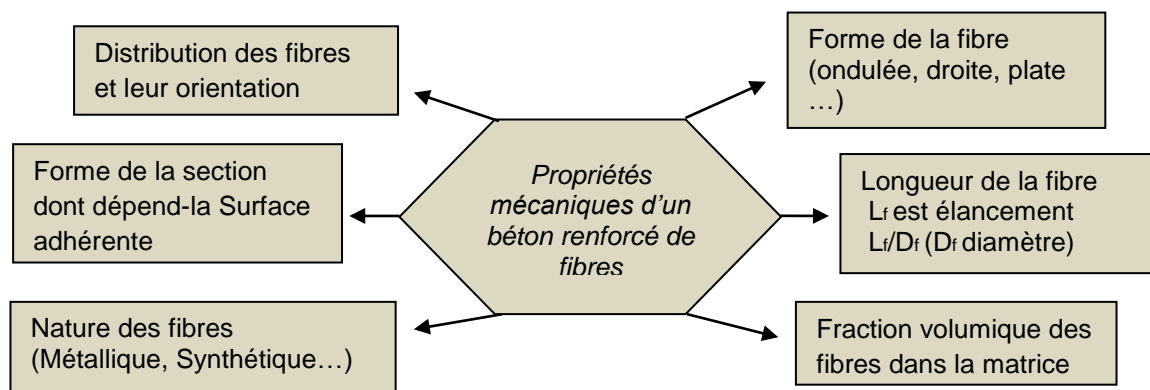 Distribution des fibres
et leur orientation
Forme de la fibre
(ondulée, droite, plate
…)
Forme de la section
dont dépend-la Surface
adhérente
Propriétés
mécaniques d’un
béton renforcé de
fibres
Longueur de la fibre
Lf est élancement
Lf/Df (Df diamètre)
Nature des fibres
(Métallique, Synthétique…)
Fraction volumique des
fibres dans la matrice